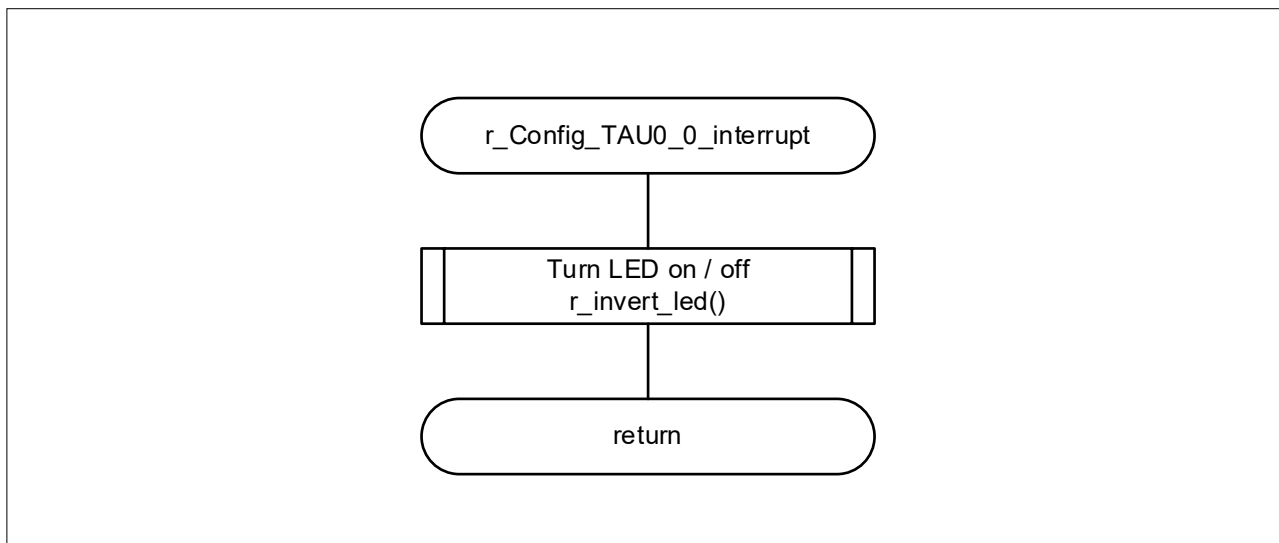 r_Config_TAU0_0_interrupt
Turn LED on / off
r_invert_led()
return